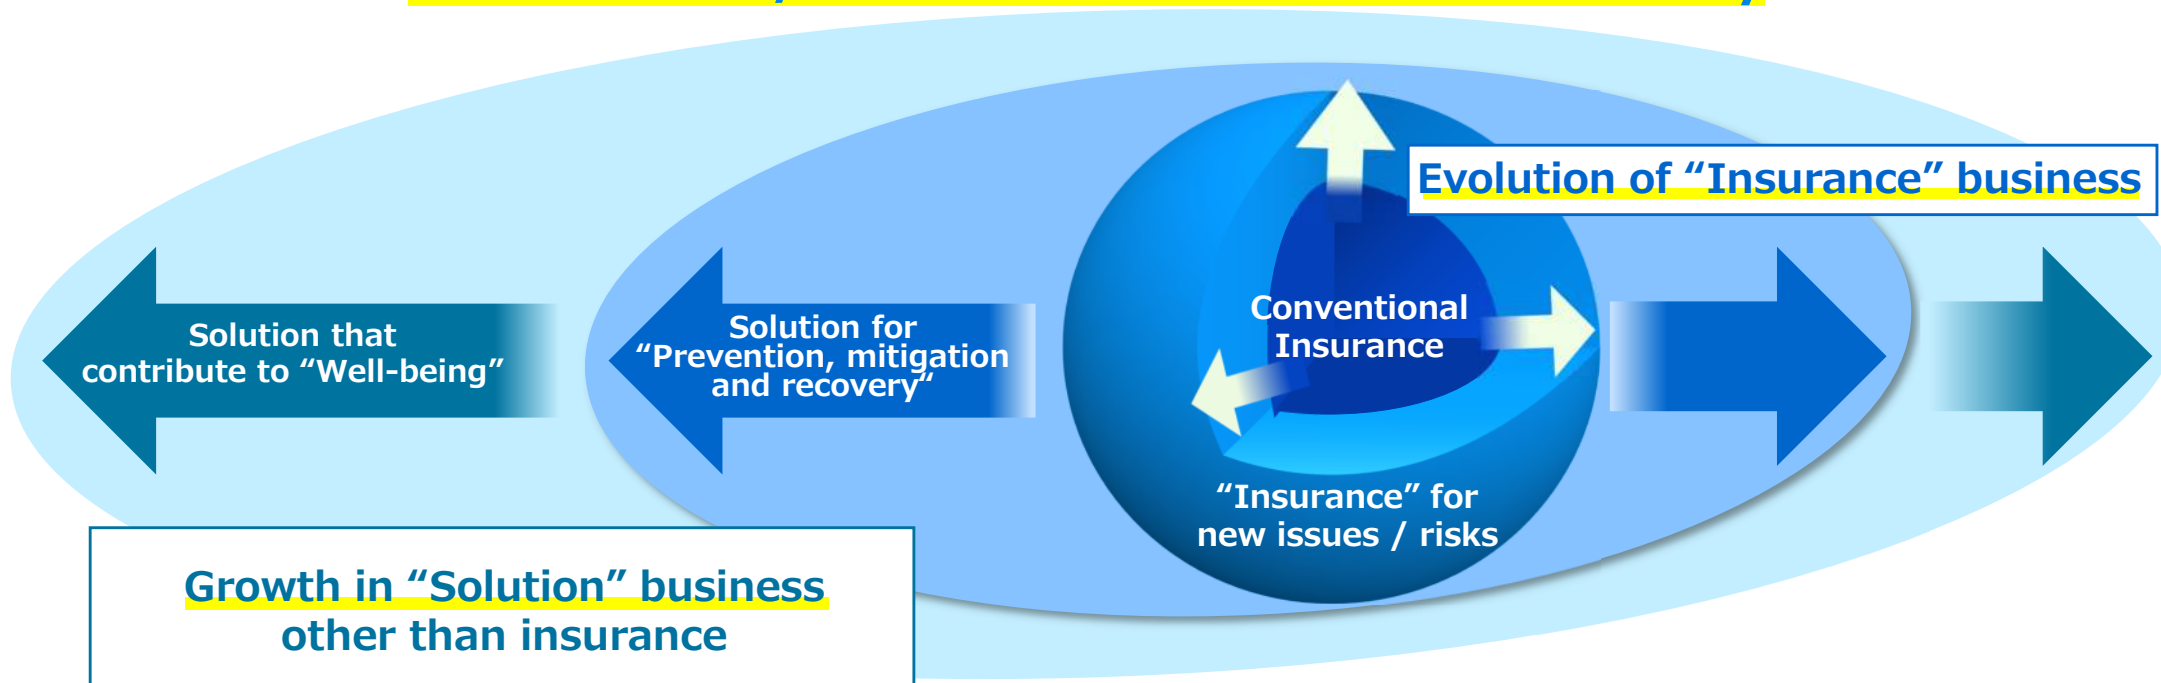 Evolution of “Insurance” business
Conventional
Insurance
Solution that
contribute to “Well-being”
Solution for
“Prevention, mitigation
and recovery“
“Insurance” for
new issues / risks
Growth in “Solution” business
other than insurance